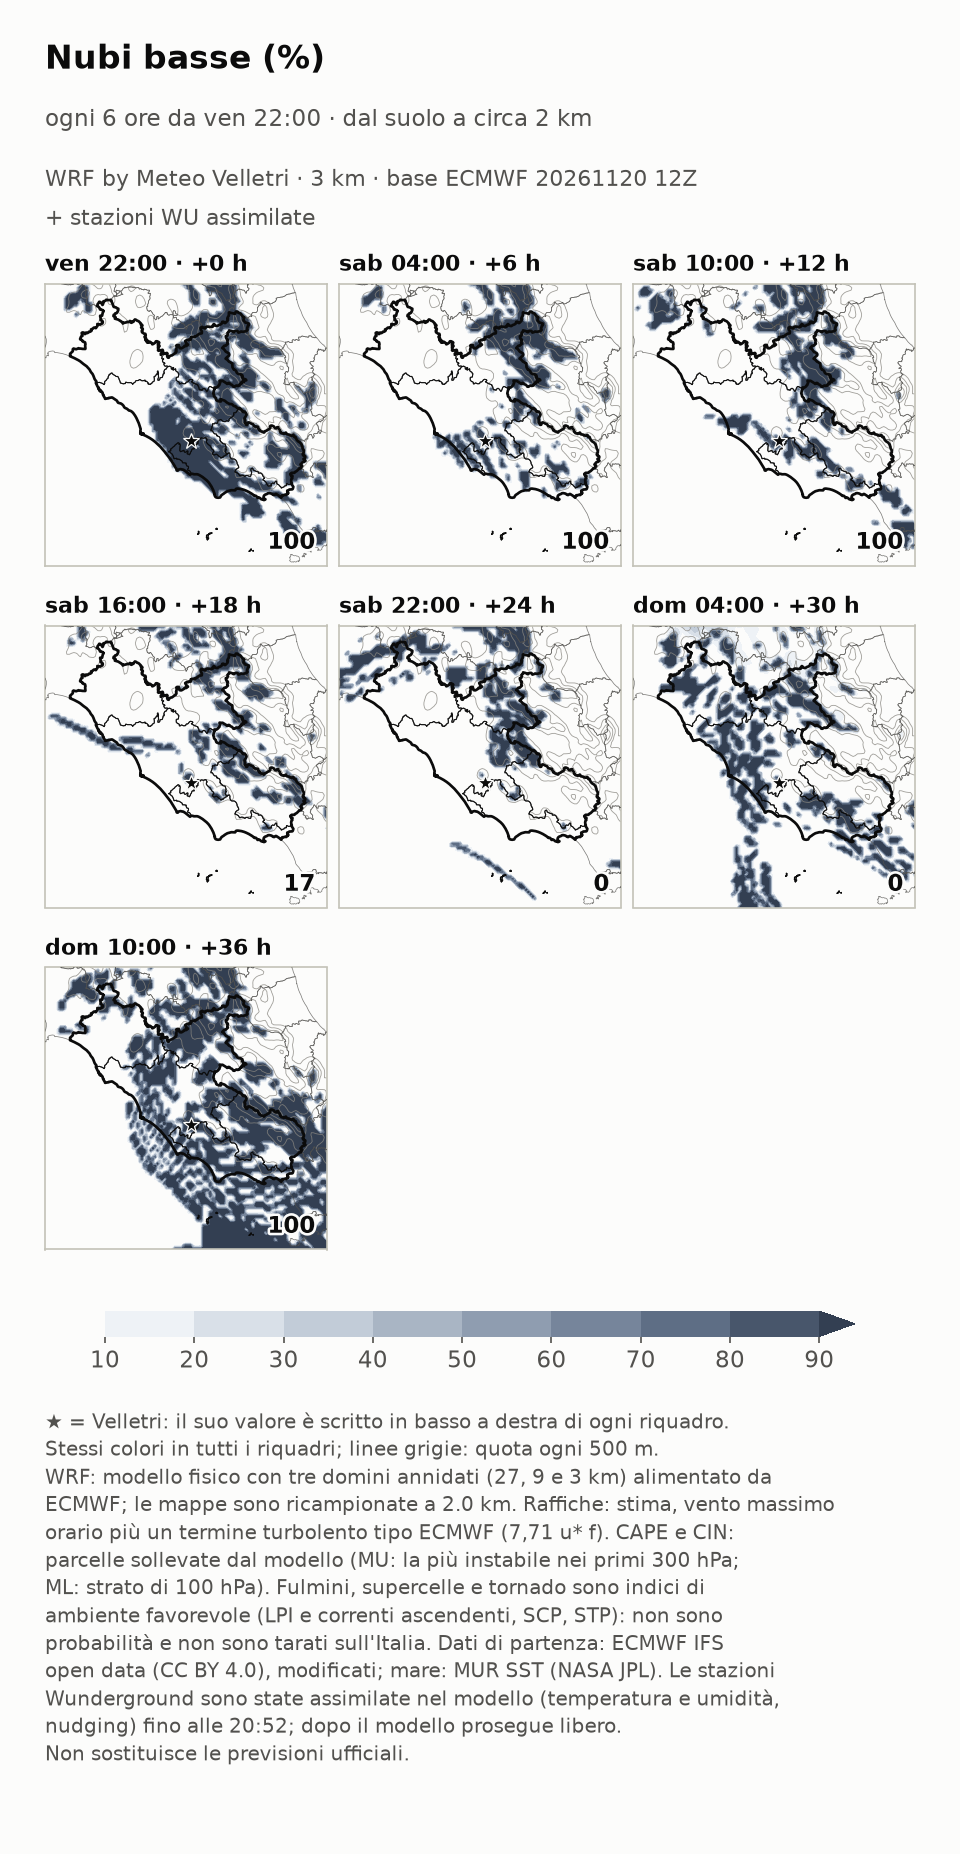 Nubi basse (%)
ogni 6 ore da ven 22:00 · dal suolo a circa 2 km
WRF by Meteo Velletri · 3 km · base ECMWF 20261120 12Z
+ stazioni WU assimilate
ven 22:00 · +0 h
100
sab 04:00 · +6 h
100
sab 10:00 · +12 h
100
sab 16:00 · +18 h
17
sab 22:00 · +24 h
0
dom 04:00 · +30 h
0
dom 10:00 · +36 h
100
10 20 30 40 50 60 70 80 90
★ = Velletri: il suo valore è scritto in basso a destra di ogni riquadro.
Stessi colori in tutti i riquadri; linee grigie: quota ogni 500 m.
WRF: modello fisico con tre domini annidati (27, 9 e 3 km) alimentato da
ECMWF; le mappe sono ricampionate a 2.0 km. Raffiche: stima, vento massimo
orario più un termine turbolento tipo ECMWF (7,71 u* f). CAPE e CIN:
parcelle sollevate dal modello (MU: la più instabile nei primi 300 hPa;
ML: strato di 100 hPa). Fulmini, supercelle e tornado sono indici di
ambiente favorevole (LPI e correnti ascendenti, SCP, STP): non sono
probabilità e non sono tarati sull'Italia. Dati di partenza: ECMWF IFS
open data (CC BY 4.0), modificati; mare: MUR SST (NASA JPL). Le stazioni
Wunderground sono state assimilate nel modello (temperatura e umidità,
nudging) fino alle 20:52; dopo il modello prosegue libero.
Non sostituisce le previsioni ufficiali.